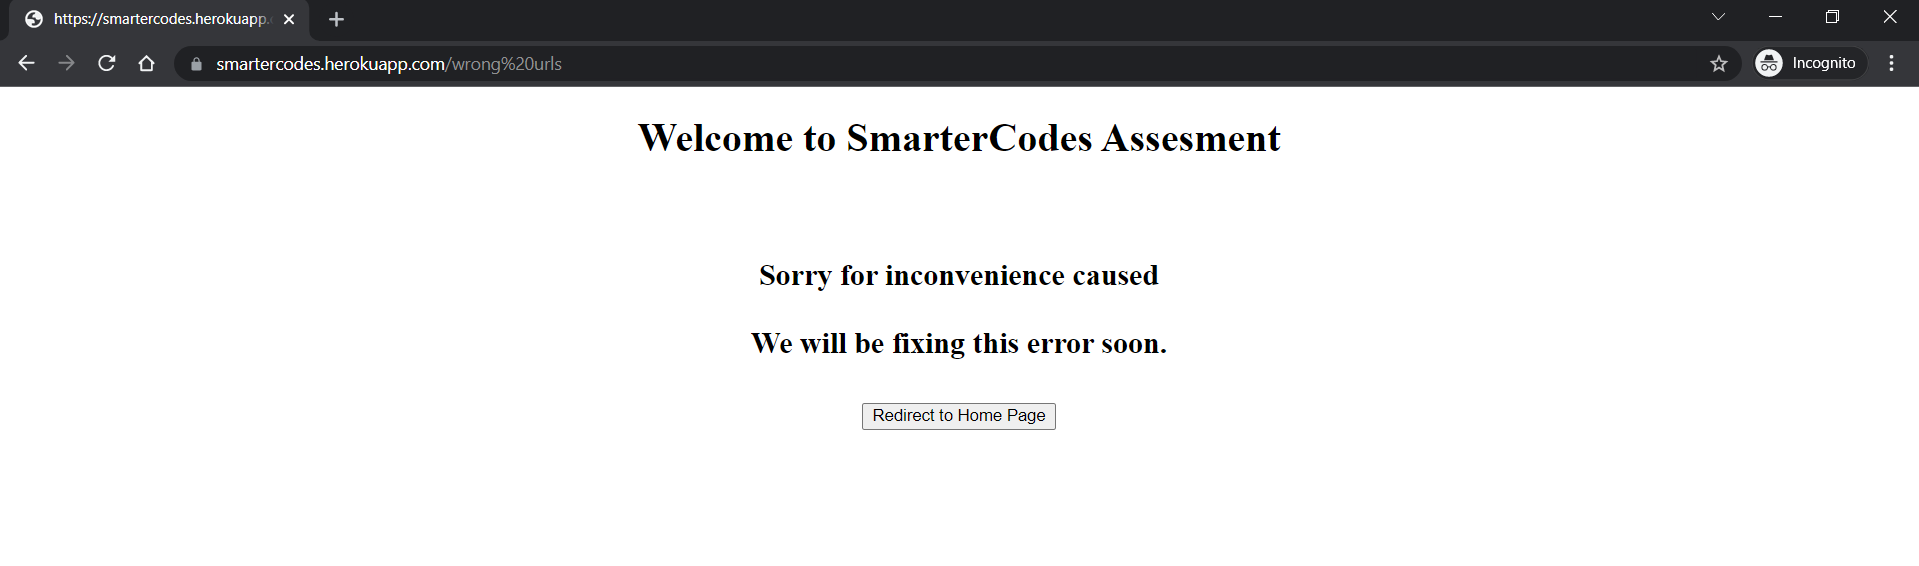 https://smartercodes.herokuapp.
smartercodes.herokuapp.com/wrong%20urls
Incognito
Welcome to SmarterCodes Assesment
Sorry for inconvenience caused
We will be fixing this error soon.
Redirect to Home Page